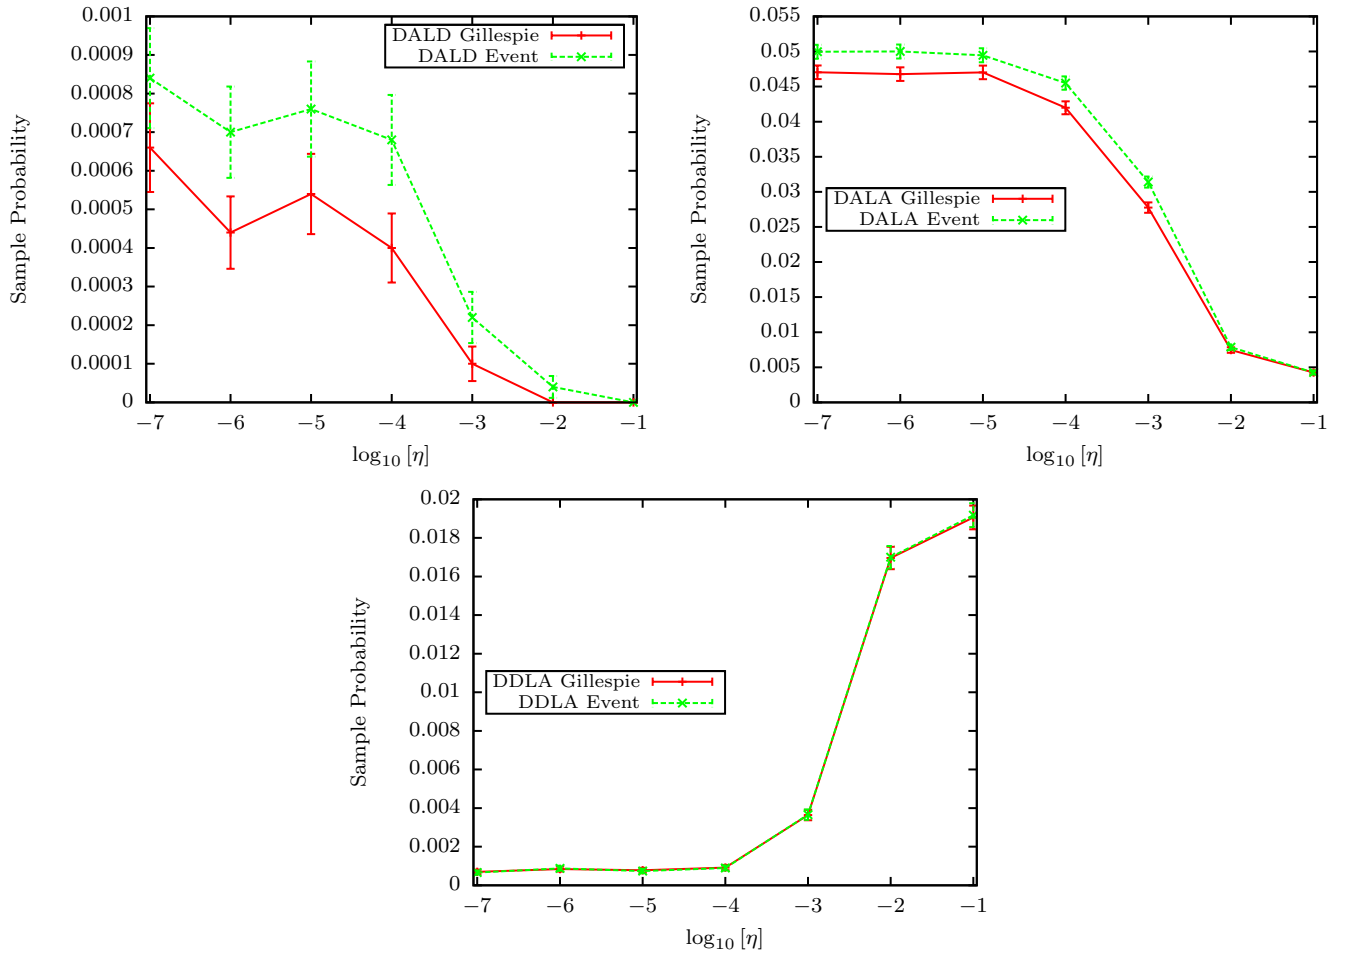 0.001
0.0009
0.0008
0.0007
0.0006
0.0005
0.0004
0.0003
0.0002
0.0001
0
Sample Probability
DALD Gillespie
DALD Event
−7 −6 −5 −4 −3 −2 −1
log10 [η]
0.055
0.05
0.045
0.04
0.035
0.03
0.025
0.02
0.015
0.01
0.005
0
Sample Probability
DALA Gillespie
DALA Event
−7 −6 −5 −4 −3 −2 −1
log10 [η]
0.02
0.018
0.016
0.014
0.012
0.01
0.008
0.006
0.004
0.002
0
Sample Probability
DDLA Gillespie
DDLA Event
−7 −6 −5 −4 −3 −2 −1
log10 [η]